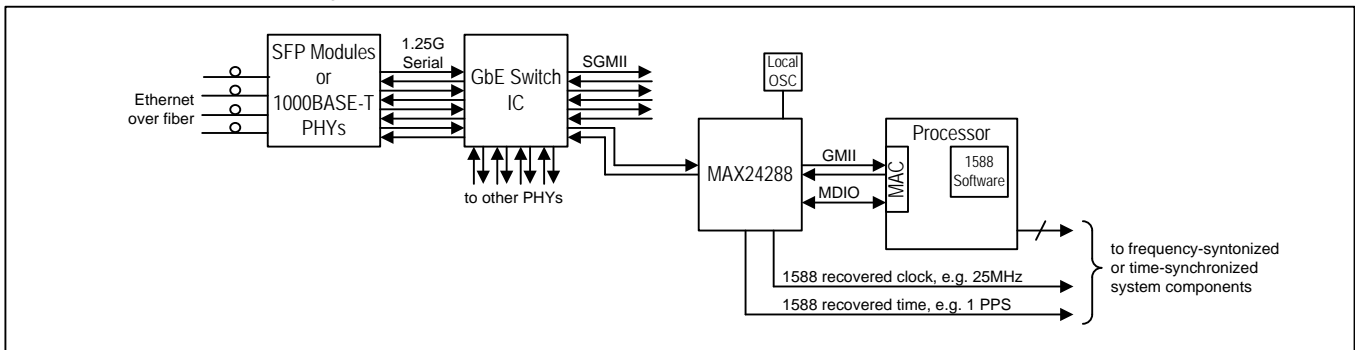 SFP Modules
or
1000BASE-T
PHYs
Ethernet
over fiber
1.25G
Serial
GbE Switch
IC
SGMII
to other PHYs
Local
OSC
MAX24288
GMII
MDIO
Processor
MAC
1588
Software
1588 recovered clock, e.g. 25MHz
1588 recovered time, e.g. 1 PPS
to frequency-syntonized
or time-synchronized
system components